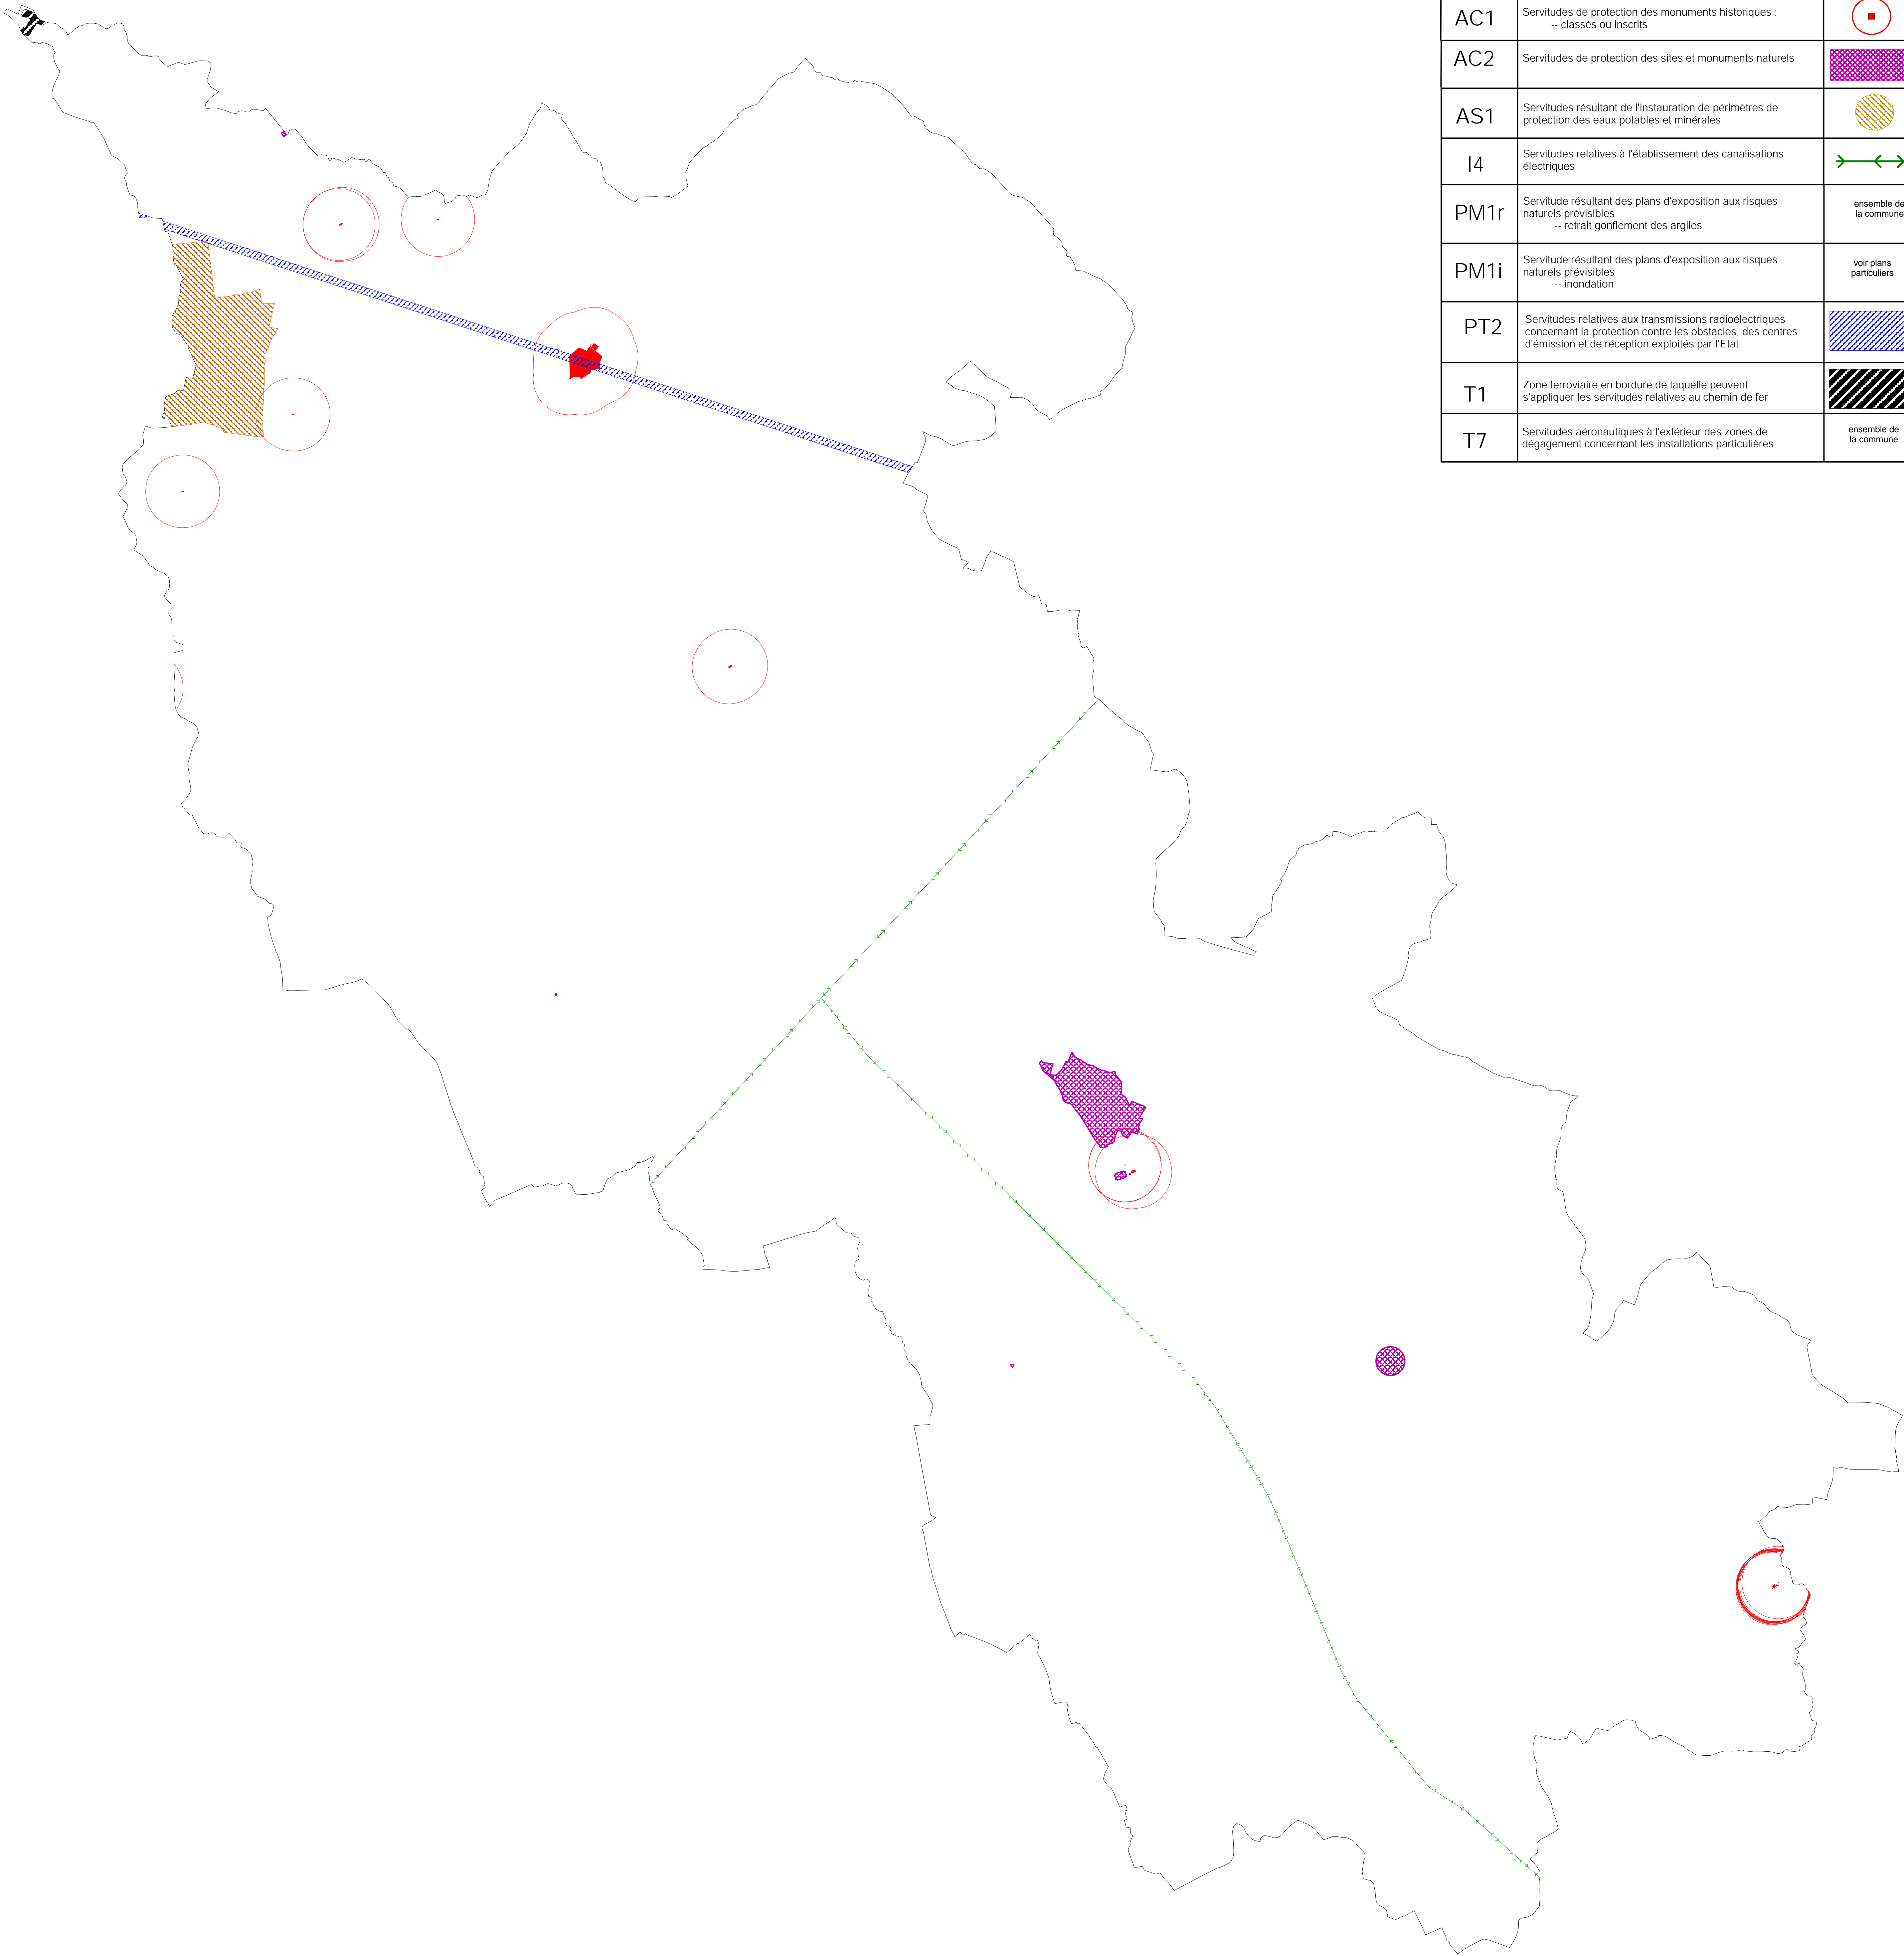 AC1
Servitudes de protection des monuments historiques :
-- classés ou inscrits
AC2
Servitudes de protection des sites et monuments naturels
AS1
Servitudes résultant de l'instauration de périmètres de
protection des eaux potables et minérales
I4
Servitudes relatives à l'établissement des canalisations
électriques
PM1r
Servitude résultant des plans d'exposition aux risques
naturels prévisibles
-- retrait gonflement des argiles
ensemble de
la commune
PM1i
Servitude résultant des plans d'exposition aux risques
naturels prévisibles
-- inondation
voir plans
particuliers
PT2
Servitudes relatives aux transmissions radioélectriques
concernant la protection contre les obstacles, des centres
d'émission et de réception exploités par l'Etat
T1
Zone ferroviaire en bordure de laquelle peuvent
s'appliquer les servitudes relatives au chemin de fer
T7
Servitudes aéronautiques à l'extérieur des zones de
dégagement concernant les installations particulières
ensemble de
la commune